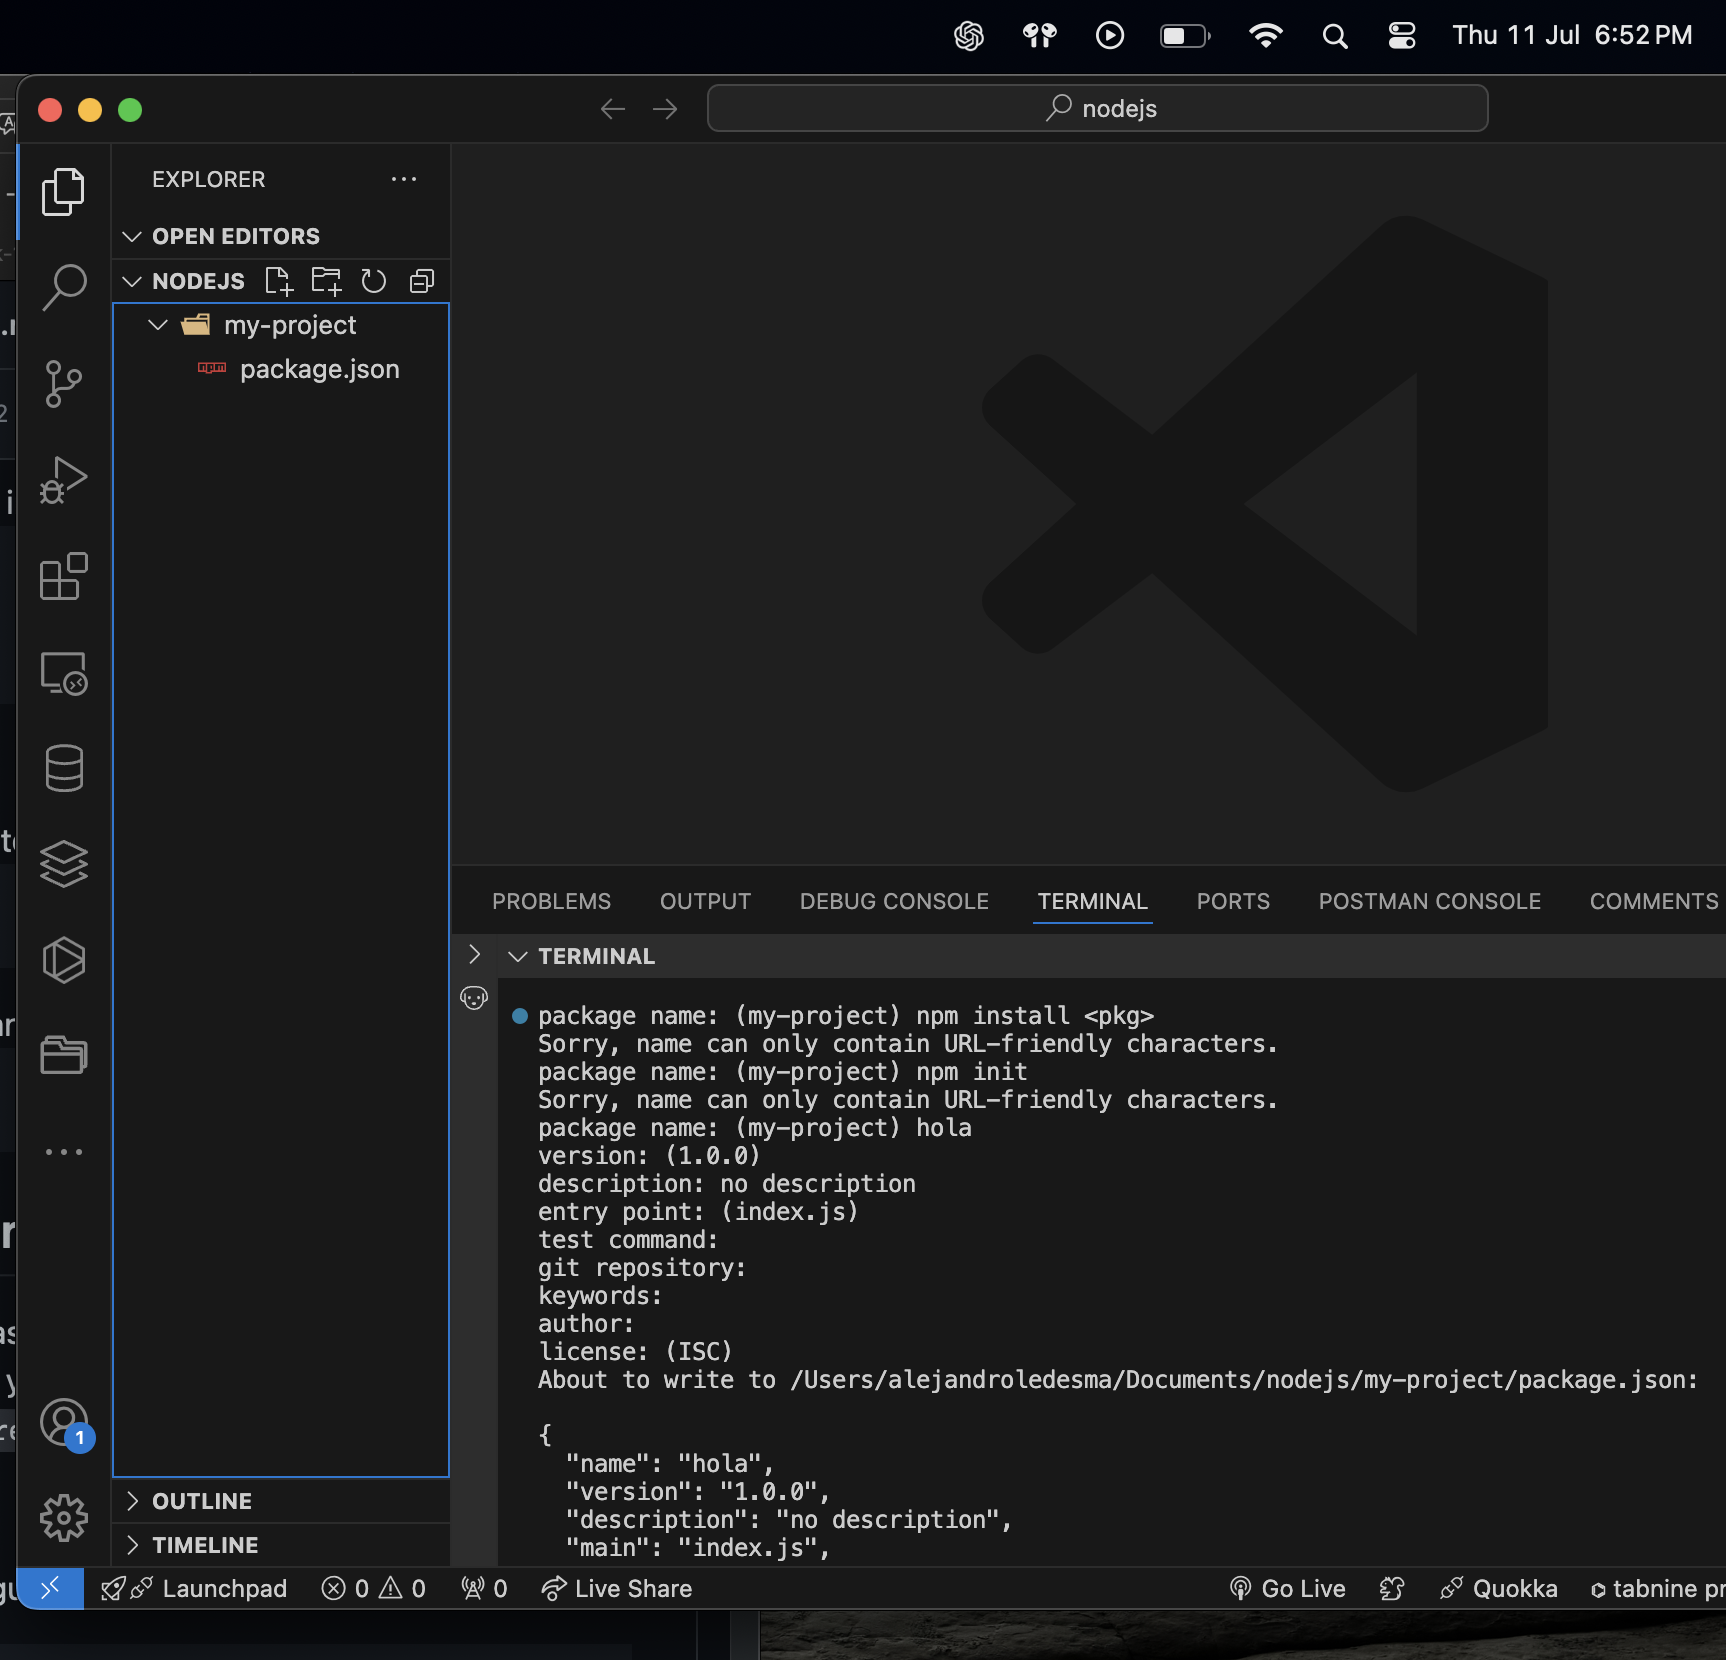 Thu 11 Jul 6:52 PM
nodejs
EXPLORER
OPEN EDITORS
NODEJS
my-project
package.json
OUTLINE
TIMELINE
PROBLEMS OUTPUT DEBUG CONSOLE TERMINAL PORTS POSTMAN CONSOLE COMMENTS
TERMINAL
package name: (my-project) npm install <pkg>
Sorry, name can only contain URL-friendly characters.
package name: (my-project) npm init
Sorry, name can only contain URL-friendly characters.
package name: (my-project) hola
version: (1.0.0)
description: no description
entry point: (index.js)
test command:
git repository:
keywords:
author:
license: (ISC)
About to write to /Users/alejandroledesma/Documents/nodejs/my-project/package.json:
{
"name": "hola",
"version": "1.0.0",
"description": "no description",
"main": "index.js",
1
Launchpad 0 0 0 Live Share Go Live Quokka tabnine pr